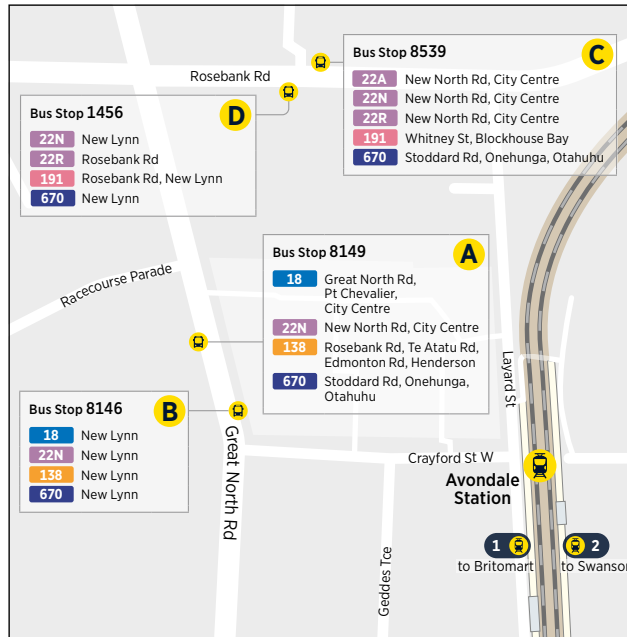 Rosebank Rd
Bus Stop 8539
C
22A New North Rd, City Centre
22N New North Rd, City Centre
22R New North Rd, City Centre
191 Whitney St, Blockhouse Bay
670 Stoddard Rd, Onehunga, Otahuhu
Bus Stop 1456
D
22N New Lynn
22R Rosebank Rd
191 Rosebank Rd, New Lynn
670 New Lynn
Bus Stop 8149
A
18 Great North Rd,
Pt Chevalier,
City Centre
22N New North Rd, City Centre
138 Rosebank Rd, Te Atatu Rd,
Edmonton Rd, Henderson
670 Stoddard Rd, Onehunga,
Otahuhu
Racecourse Parade
Layard St
Bus Stop 8146
B
18 New Lynn
22N New Lynn
138 New Lynn
670 New Lynn
Great North Rd
Crayford St W
Avondale
Station
Geddes Tce
1
to Britomart
2
to Swanson